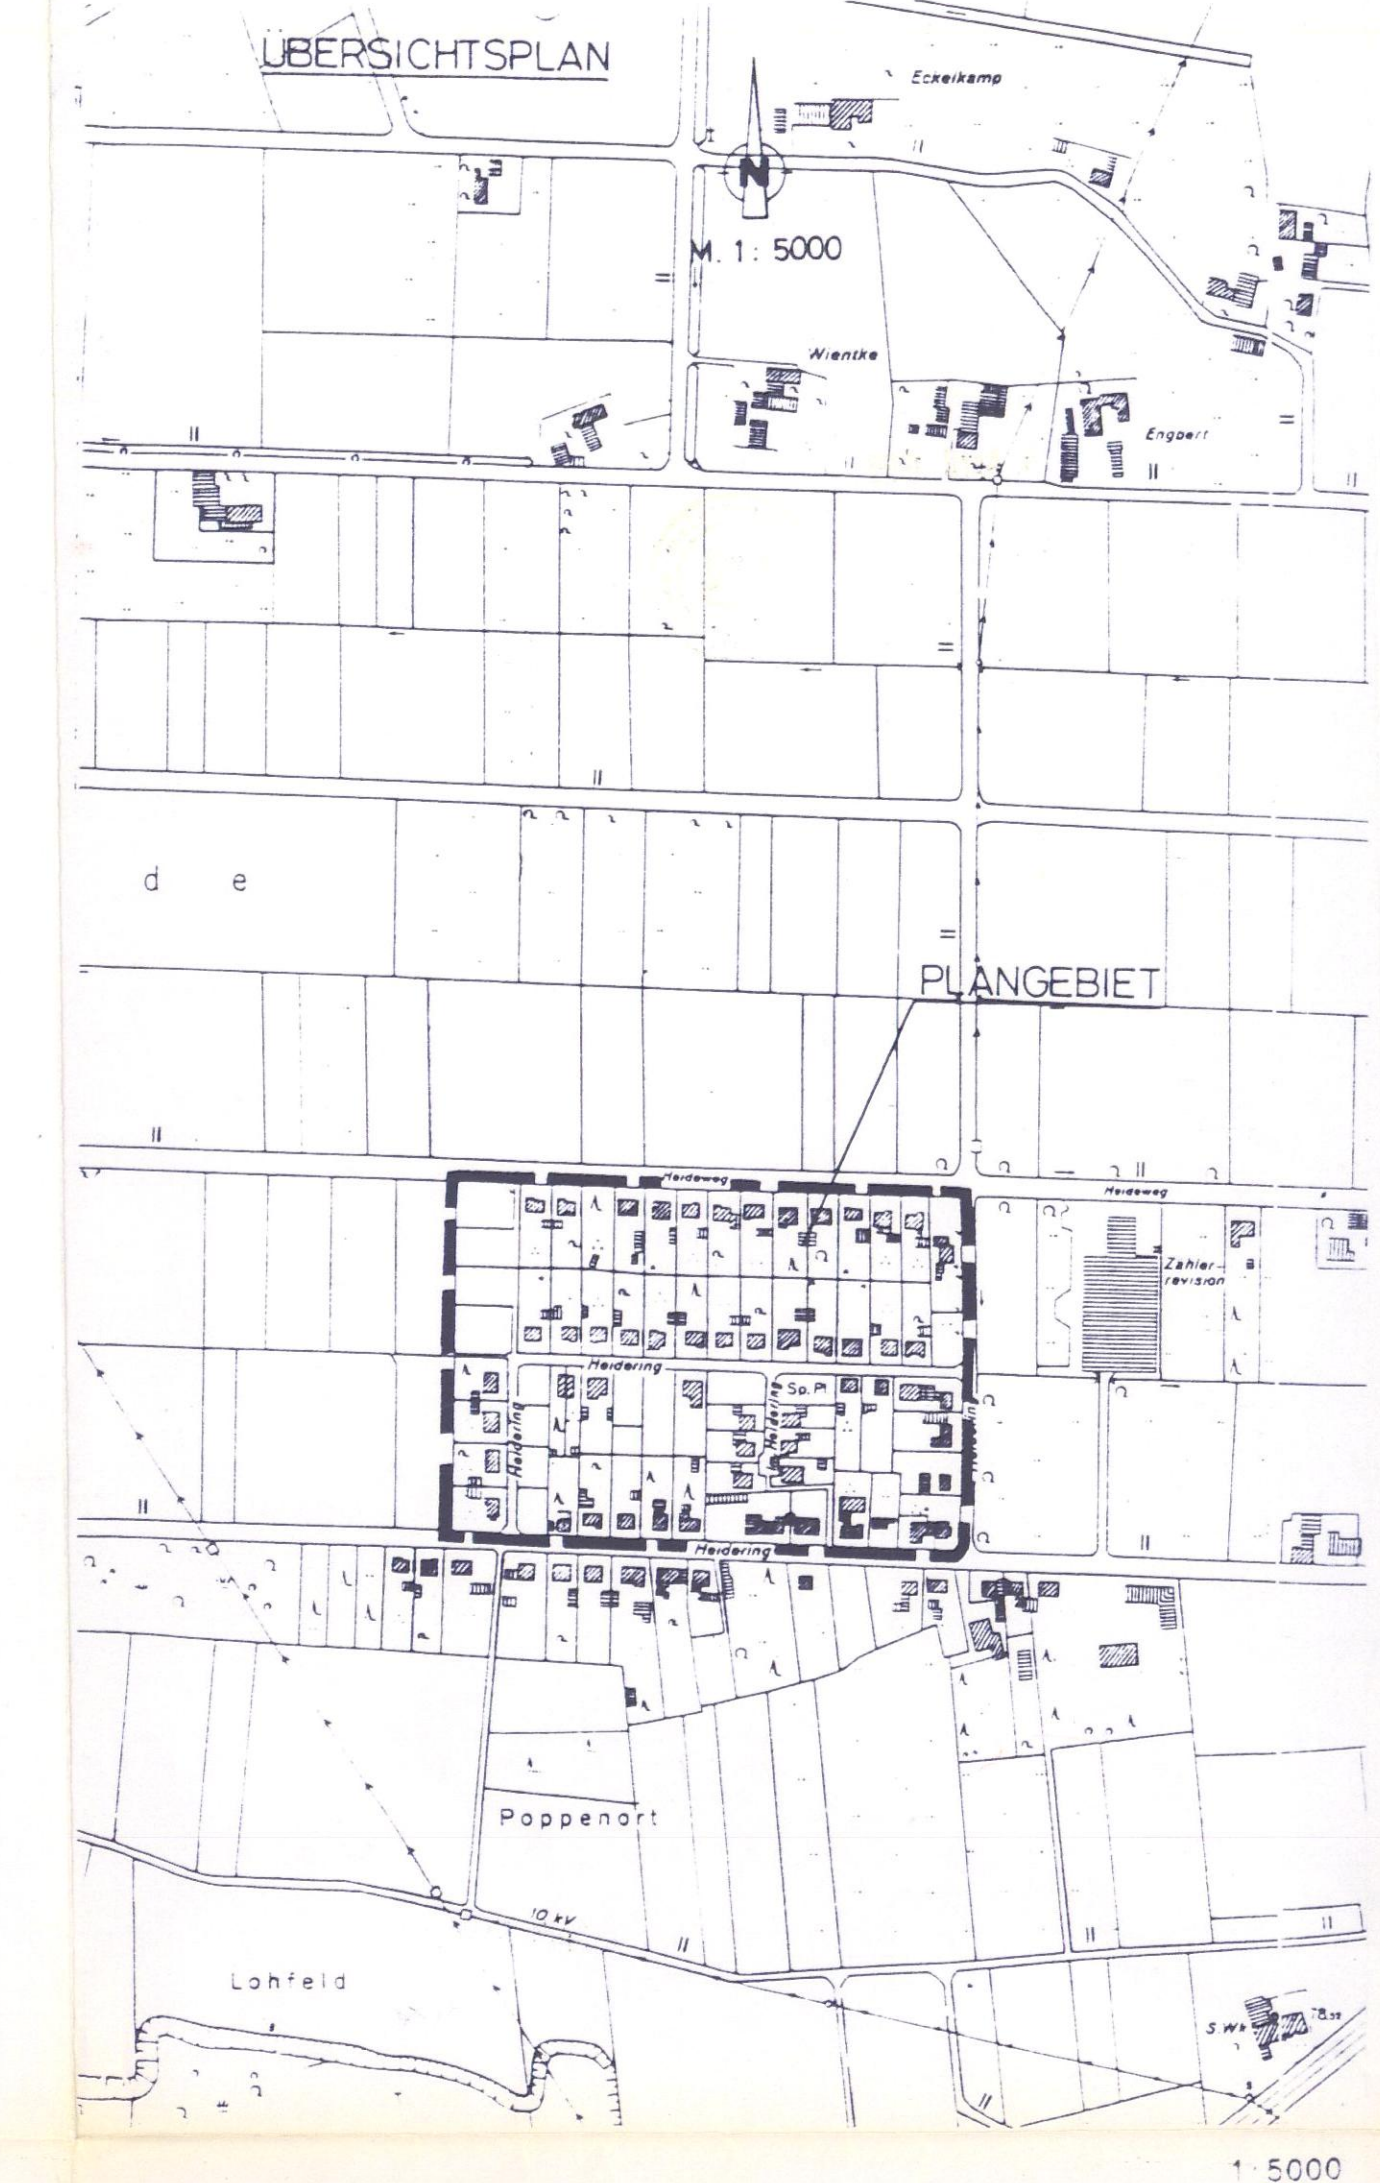 ÜBERSICHTSPLAN
Eckelkamp
N
M. 1: 5000
Wientke
Engbert
d e
PLANGEBIET
Heideweg
Heideweg
Zähler-
revision
Heidering
Sp. Pl.
Heidering
Heidering
Heidering
Poppenort
10 kV
Lohfeld
S. Wk
1:5000